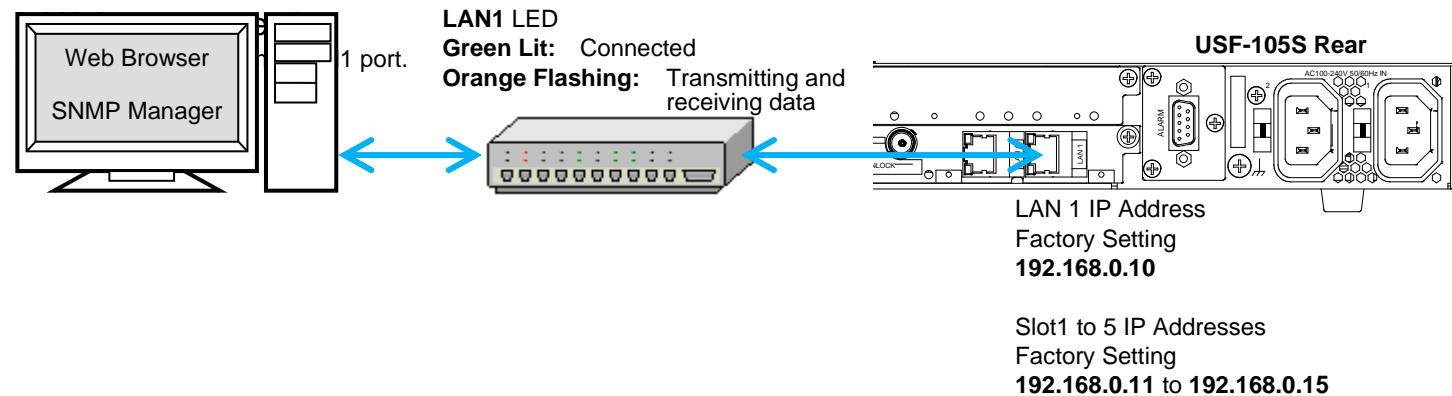 LAN1 LED
Green Lit: Connected
Orange Flashing: Transmitting and
receiving data
Web Browser
SNMP Manager
1 port.
USF-105S Rear
AC100-240V 50/60Hz IN
2
1
ALARM
LAN 1
LAN 1 IP Address
Factory Setting
192.168.0.10
Slot1 to 5 IP Addresses
Factory Setting
192.168.0.11 to 192.168.0.15